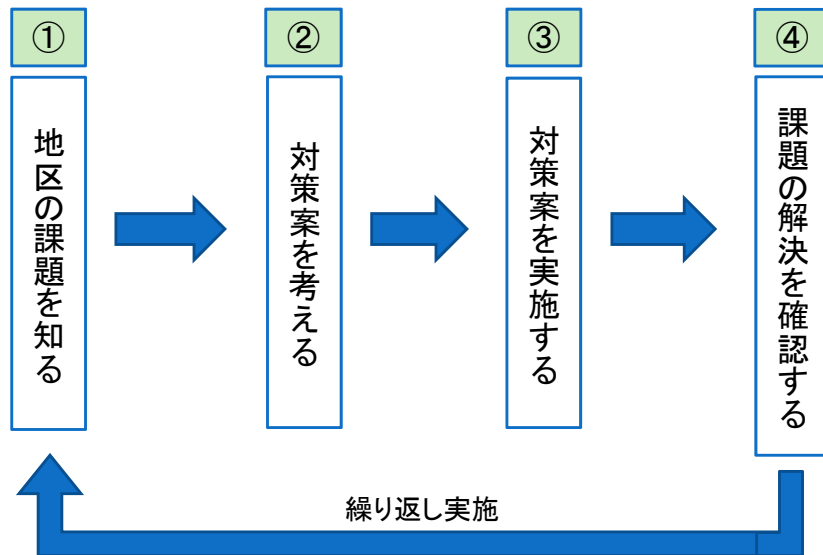 ①
地区の課題を知る
②
対策案を考える
③
対策案を実施する
④
課題の解決を確認する
繰り返し実施